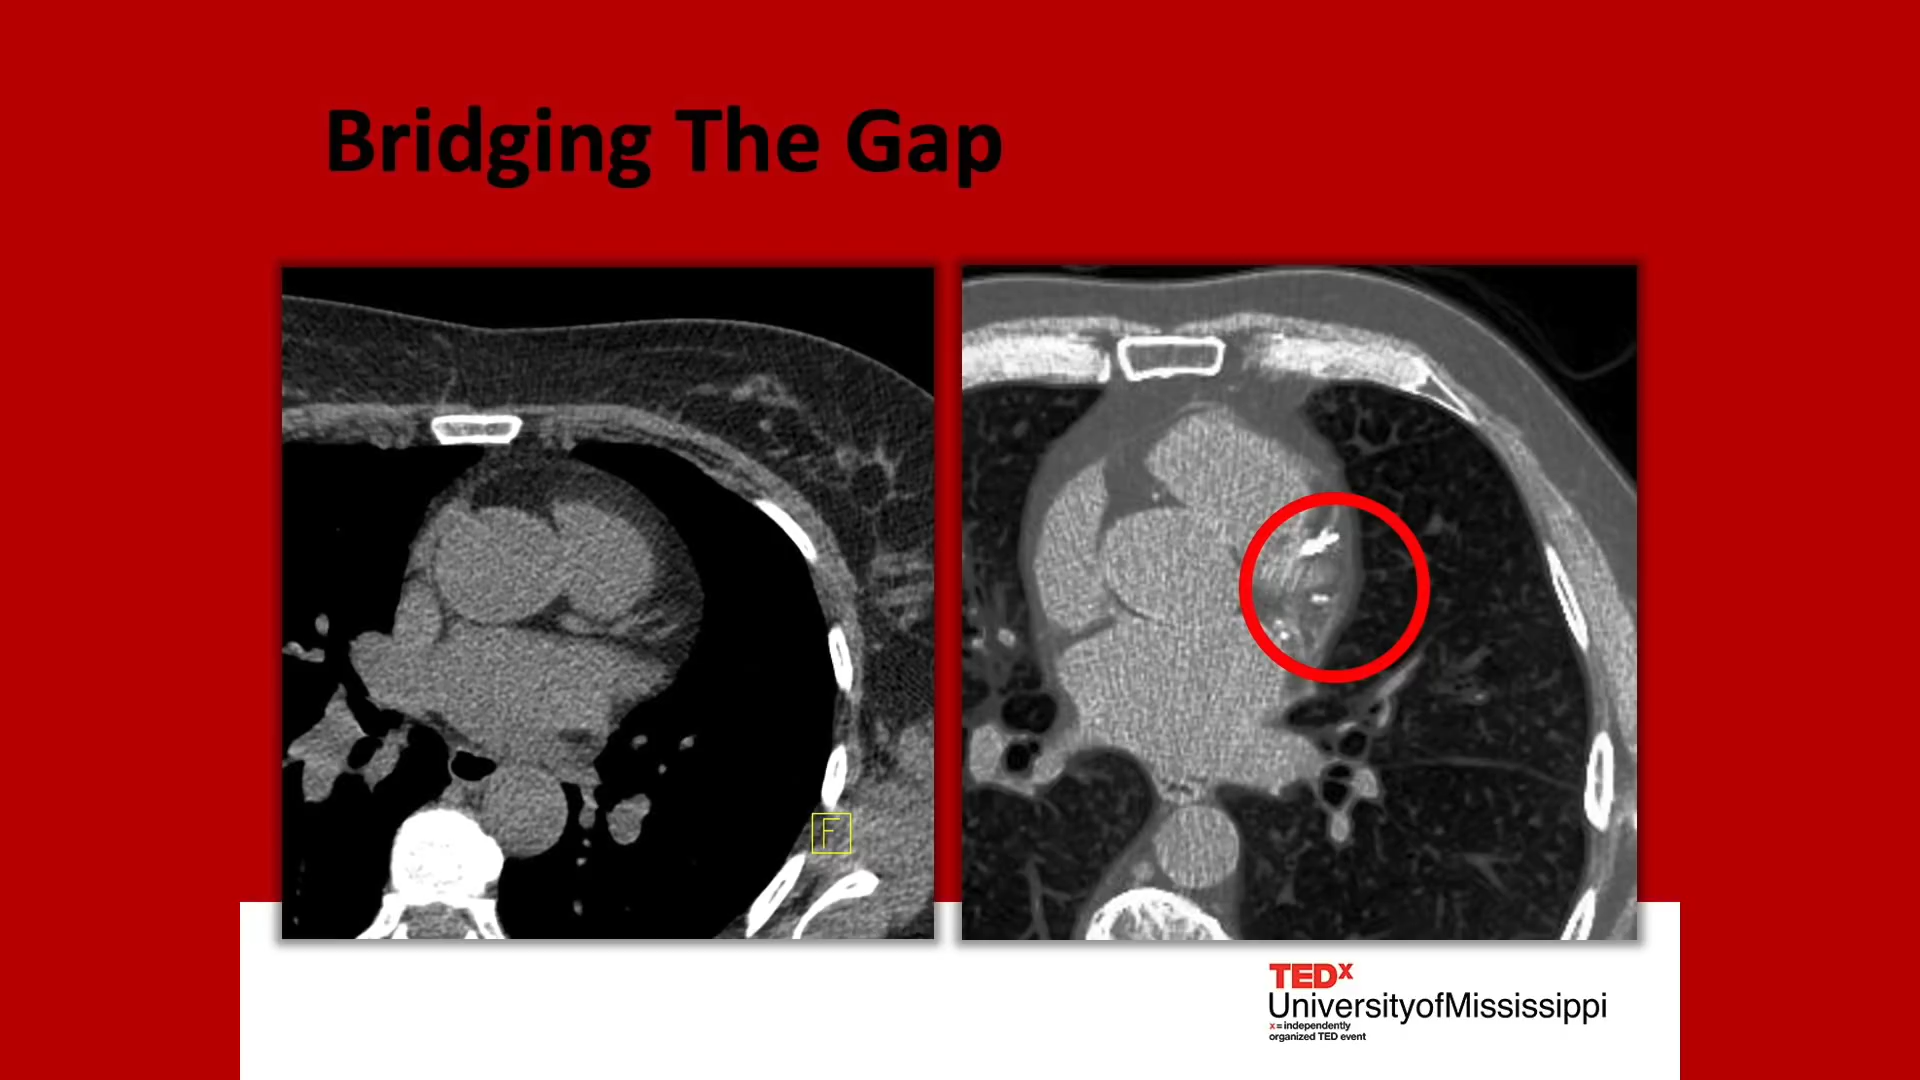 Bridging The Gap
F
TEDx
UniversityofMississippi
x = independently
organized TED event